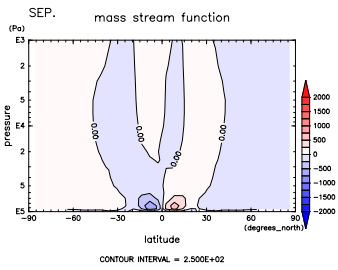 SEP.
mass stream function
(Pa)
E3
2
5
E4
2
5
E5
pressure
0.00
0.00
0.00
0.00
-90
-60
-30
0
30
60
90
(degrees_north)
latitude
2000
1500
1000
500
0
-500
-1000
-1500
-2000
CONTOUR INTERVAL = 2.500E+02